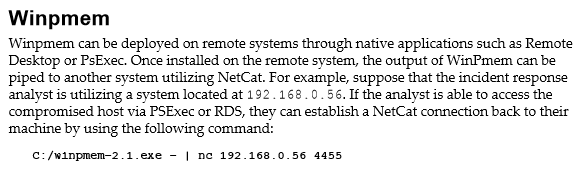 Winpmem
Winpmem can be deployed on remote systems through native applications such as Remote
Desktop or PsExec. Once installed on the remote system, the output of WinPmem can be
piped to another system utilizing NetCat. For example, suppose that the incident response
analyst is utilizing a system located at 192.168.0.56. If the analyst is able to access the
compromised host via PSExec or RDS, they can establish a NetCat connection back to their
machine by using the following command:
C:/winpmem-2.1.exe - | nc 192.168.0.56 4455